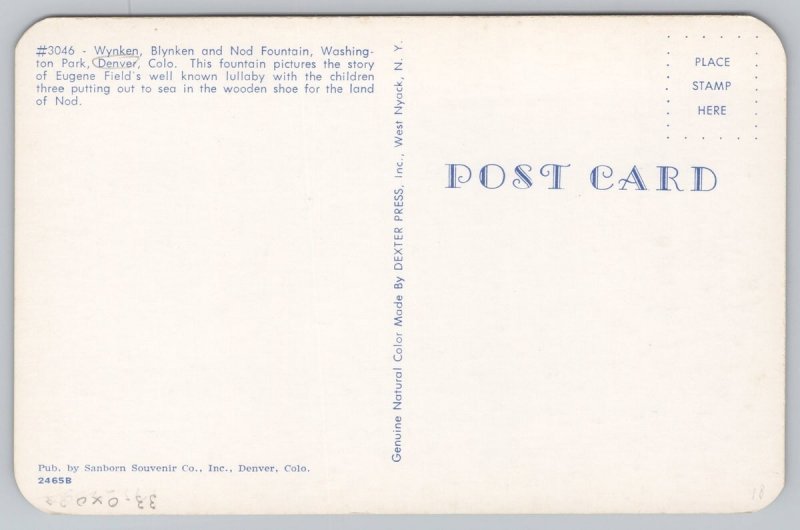 #3046 - Wynken, Blynken and Nod Fountain, Washing-
ton Park, Denver, Colo. This fountain pictures the story
of Eugene Field's well known lullaby with the children
three putting out to sea in the wooden shoe for the land
of Nod.
Genuine Natural Color Made By DEXTER PRESS, Inc., West Nyack, N. Y.
PLACE
STAMP
HERE
POST CARD
Pub. by Sanborn Souvenir Co., Inc., Denver, Colo.
2465B
18